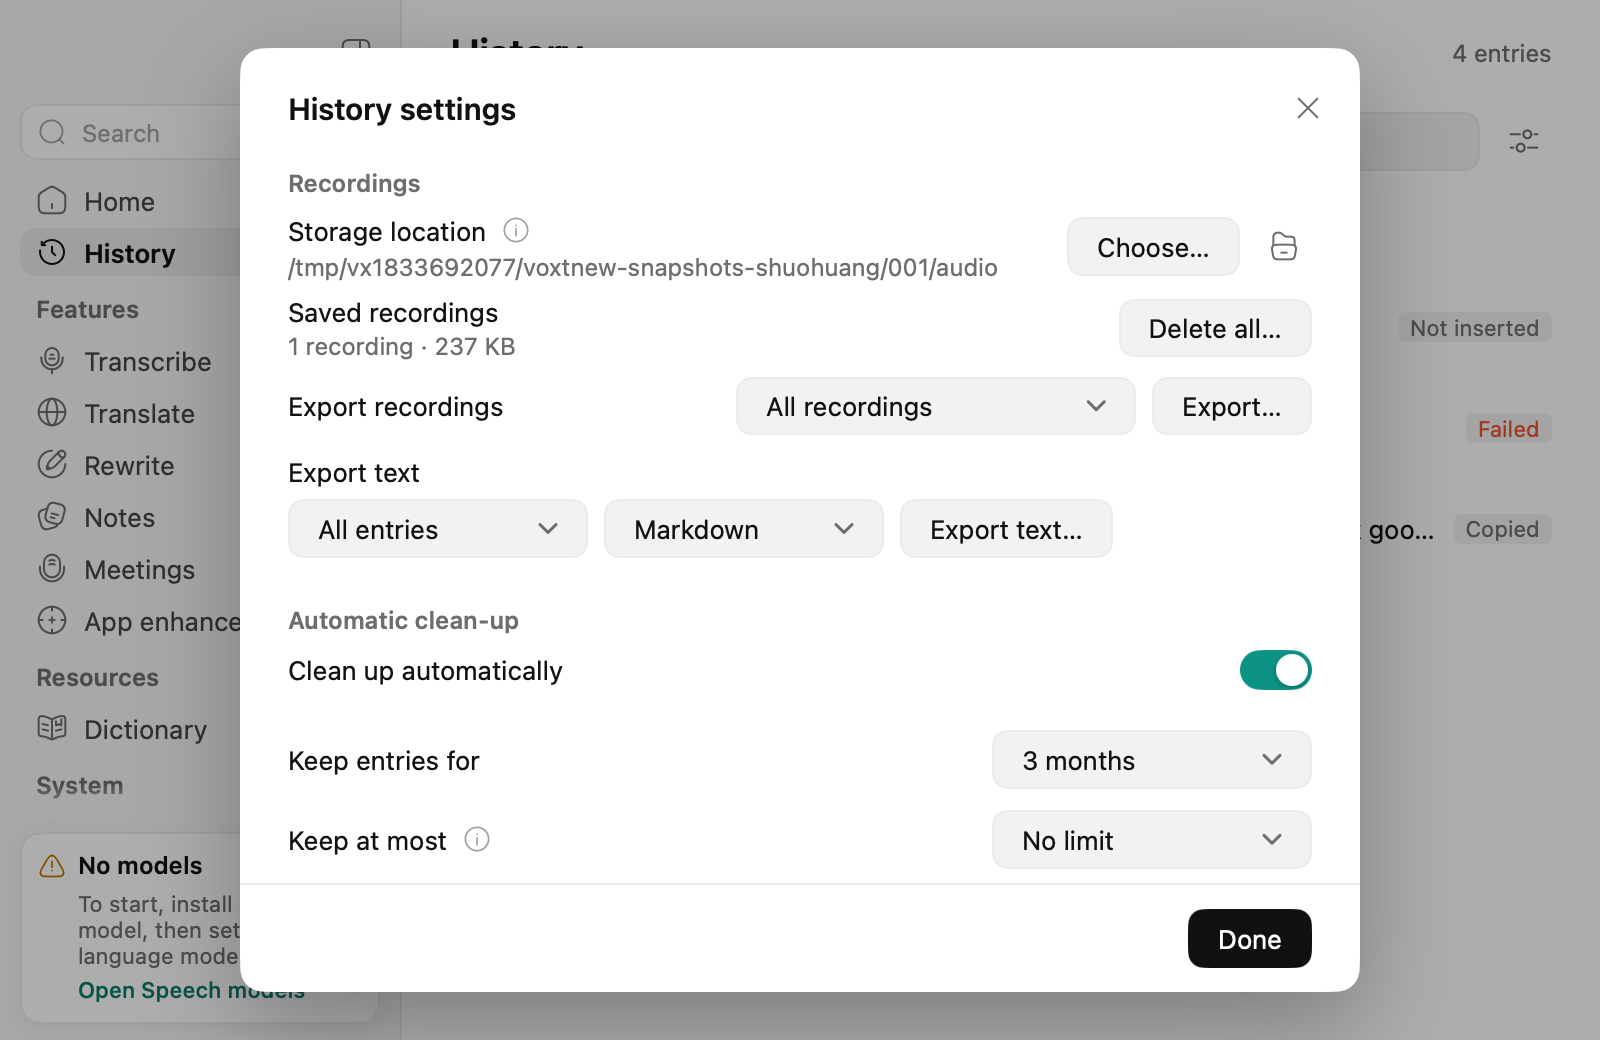 4 entries
Search
Home
History
Features
Transcribe
Translate
Rewrite
Notes
Meetings
App enhance
Resources
Dictionary
System
No models
To start, install
model, then set
language mode
Open Speech models
History settings
Recordings
Storage location
/tmp/vx1833692077/voxtnew-snapshots-shuohuang/001/audio
Choose...
Saved recordings
1 recording · 237 KB
Delete all...
Export recordings
All recordings
Export...
Export text
All entries
Markdown
Export text...
Automatic clean-up
Clean up automatically
Keep entries for
3 months
Keep at most
No limit
Done
Not inserted
Failed
goo...
Copied